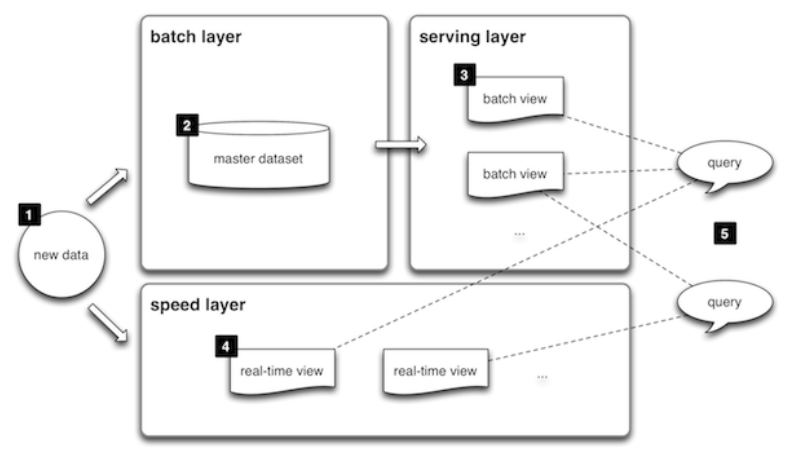 batch layer
serving layer
3
batch view
2
master dataset
query
batch view
1
5
...
new data
query
speed layer
4
real-time view
real-time view
...